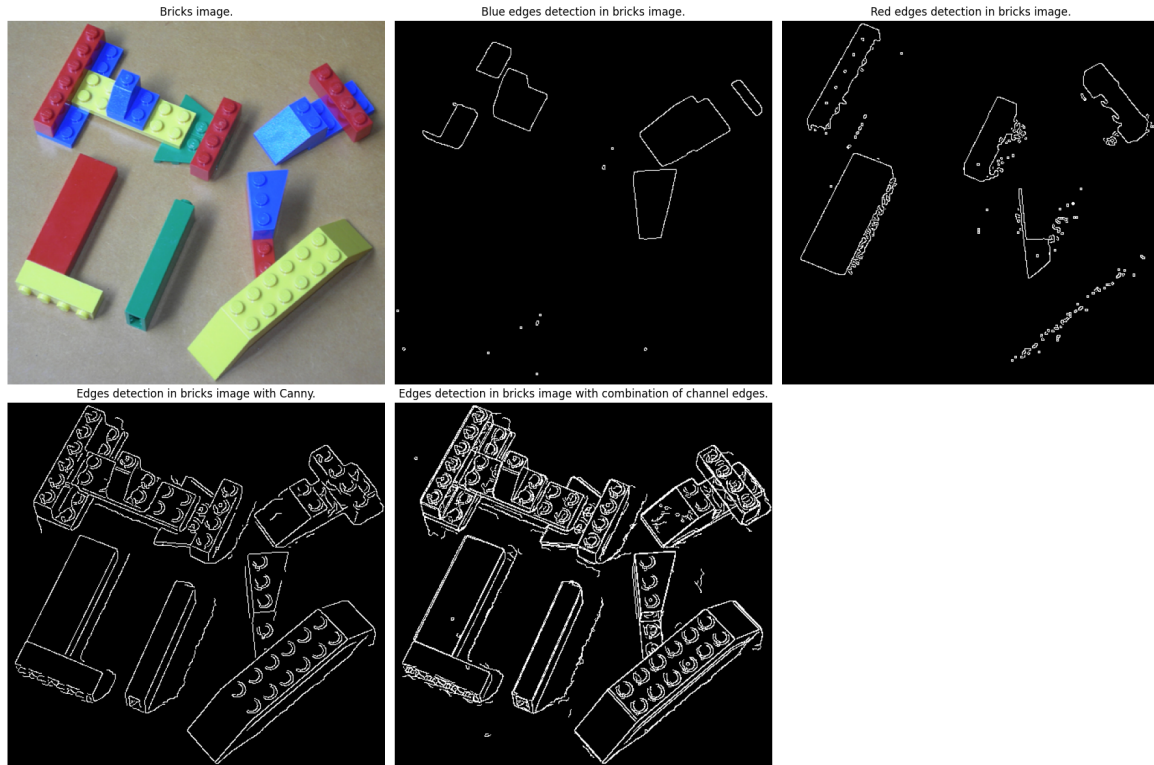 Bricks image.
Blue edges detection in bricks image.
Red edges detection in bricks image.
Edges detection in bricks image with Canny.
Edges detection in bricks image with combination of channel edges.